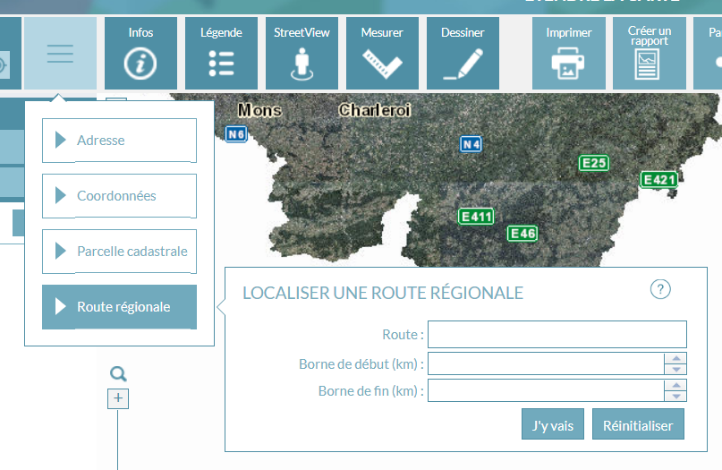 Infos
Légende
StreetView
Mesurer
Dessiner
Imprimer
Créer un
rapport
Mons
Charleroi
N6
N4
E25
E421
E411
E46
Adresse
Coordonnées
Parcelle cadastrale
Route régionale
LOCALISER UNE ROUTE RÉGIONALE
?
Route :
Borne de début (km) :
Borne de fin (km) :
J'y vais
Réinitialiser
+